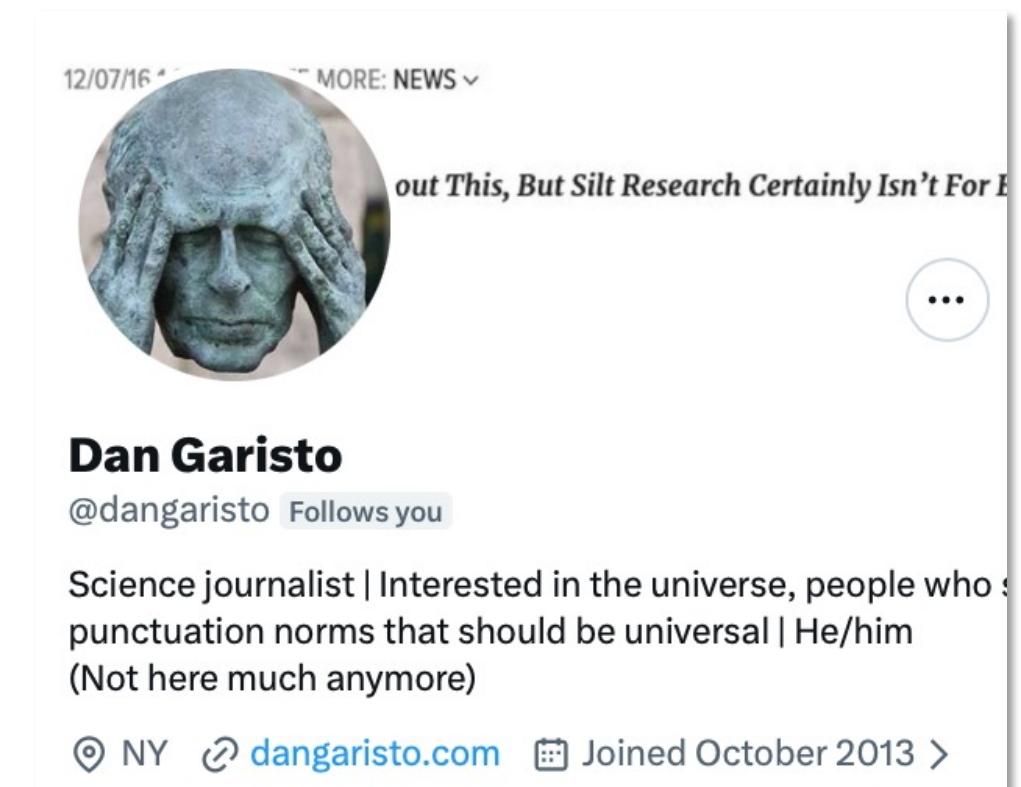 12/07/16 MORE: NEWS
out This, But Silt Research Certainly Isn’t For
Dan Garisto
@dangaristo Follows you
Science journalist | Interested in the universe, people who
punctuation norms that should be universal | He/him
(Not here much anymore)
NY dangaristo.com Joined October 2013